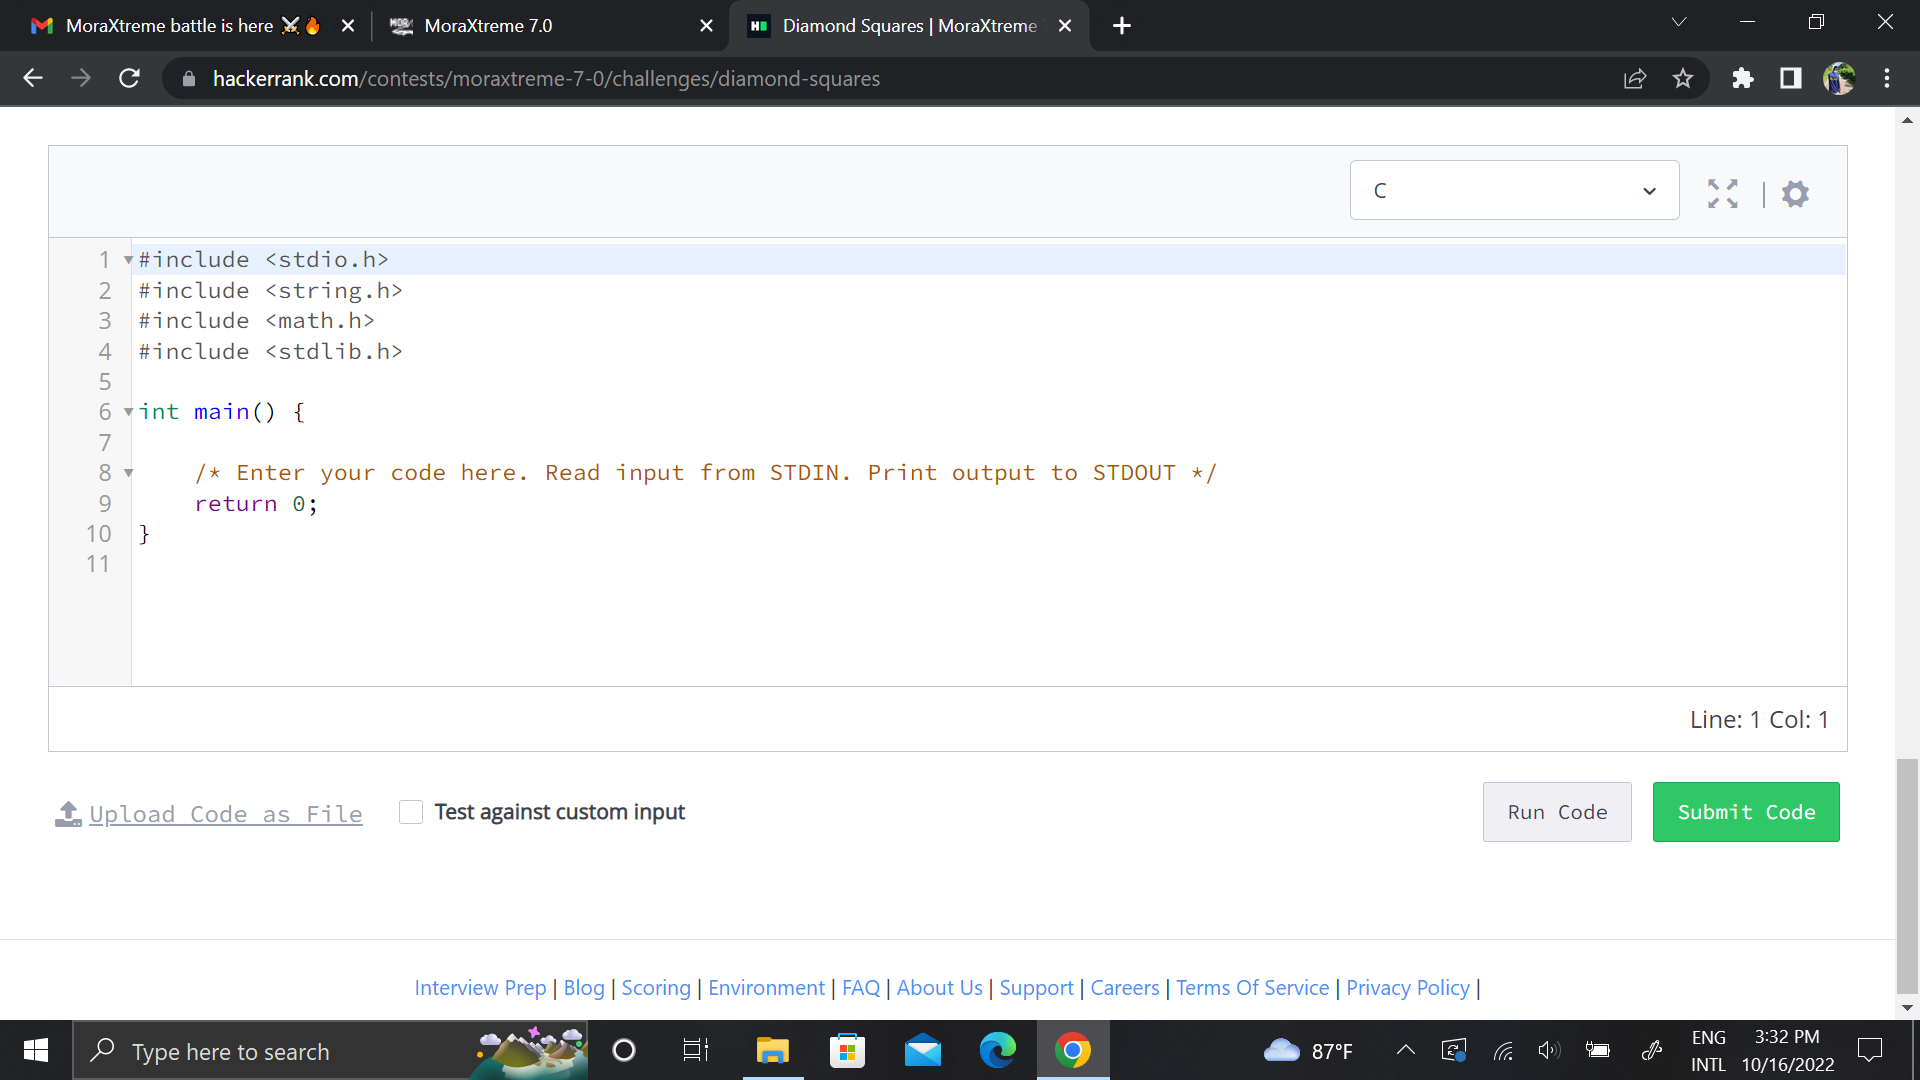 MoraXtreme battle is here ⚔️🔥
MoraXtreme 7.0
Diamond Squares | MoraXtreme
hackerrank.com/contests/moraxtreme-7-0/challenges/diamond-squares
C
1 #include <stdio.h>
2 #include <string.h>
3 #include <math.h>
4 #include <stdlib.h>
5
6 int main() {
7
8 /* Enter your code here. Read input from STDIN. Print output to STDOUT */
9 return 0;
10 }
11
Line: 1 Col: 1
Upload Code as File
Test against custom input
Run Code
Submit Code
Interview Prep | Blog | Scoring | Environment | FAQ | About Us | Support | Careers | Terms Of Service | Privacy Policy |
Type here to search
87°F
ENG
INTL
3:32 PM
10/16/2022